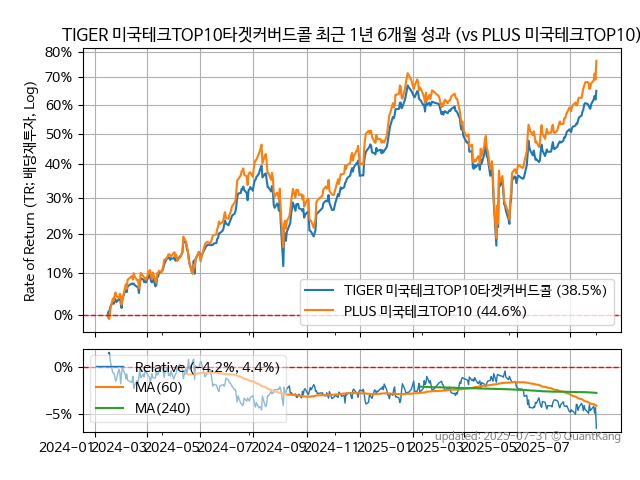 TIGER 미국테크TOP10타겟커버드콜 최근 1년 6개월 성과 (vs PLUS 미국테크TOP10)
80%
70%
60%
50%
40%
30%
20%
10%
0%
Rate of Return (TR: 배당재투자, Log)
TIGER 미국테크TOP10타겟커버드콜 (38.5%)
PLUS 미국테크TOP10 (44.6%)
0%
−5%
Relative (−4.2%, 4.4%)
MA(60)
MA(240)
updated: 2025-07-31 © QuantKang
2024-01 2024-03 2024-05 2024-07 2024-09 2024-11 2025-01 2025-03 2025-05 2025-07